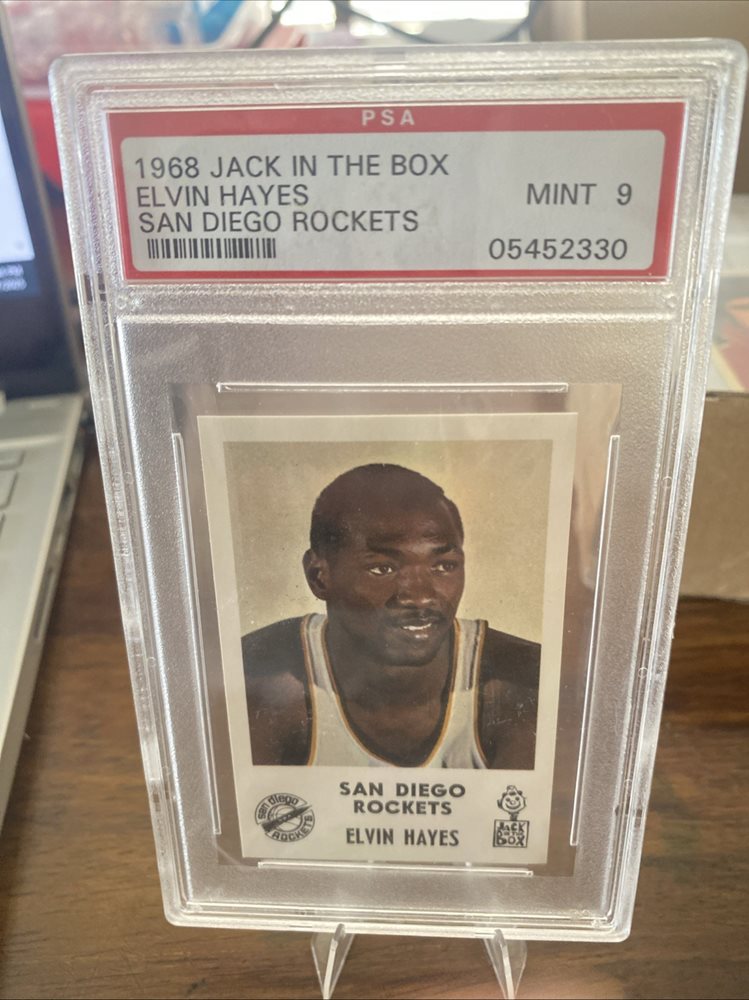 PSA
1968 JACK IN THE BOX
ELVIN HAYES
MINT 9
SAN DIEGO ROCKETS
05452330
SAN DIEGO
ROCKETS
ELVIN HAYES
san diego
ROCKETS
JACK
IN THE
BOX